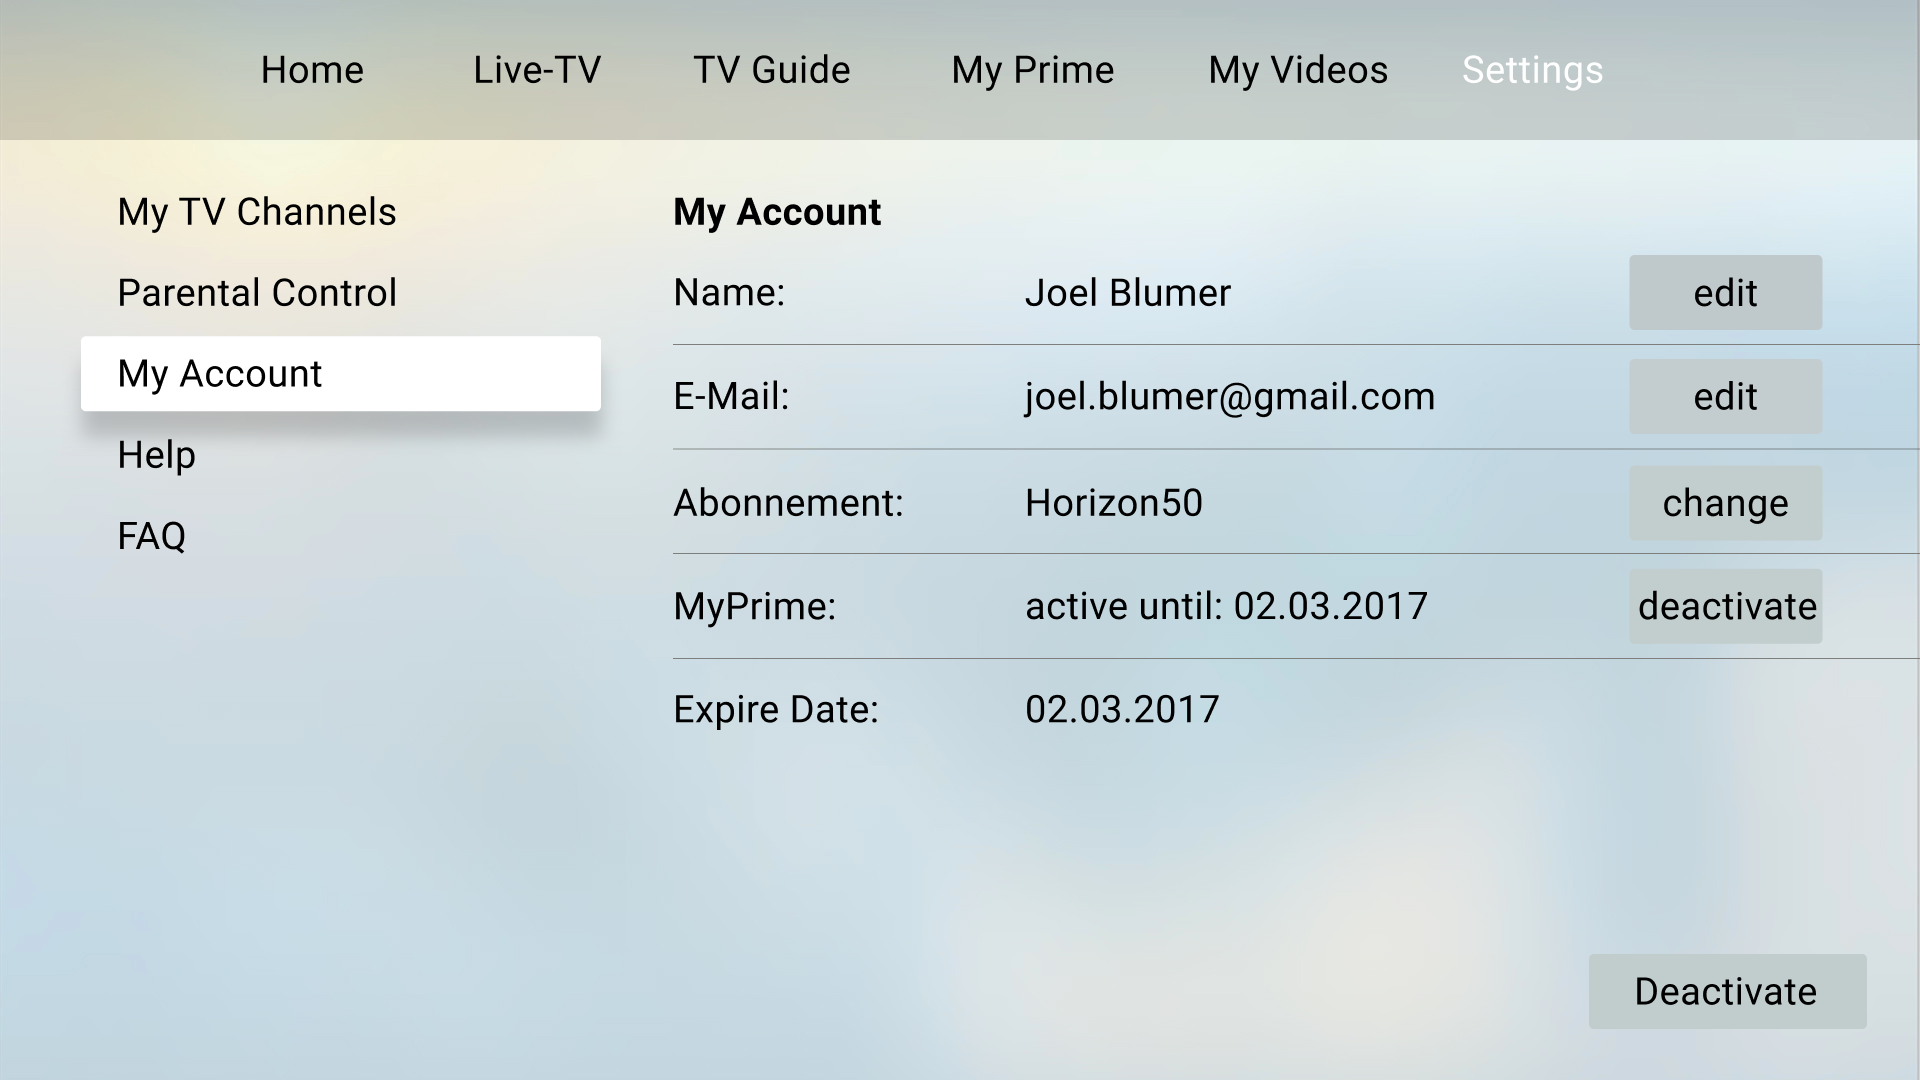 Home Live-TV TV Guide My Prime My Videos Settings
My TV Channels
Parental Control
My Account
Help
FAQ
My Account
Name: Joel Blumer edit
E-Mail: joel.blumer@gmail.com edit
Abonnement: Horizon50 change
MyPrime: active until: 02.03.2017 deactivate
Expire Date: 02.03.2017
Deactivate